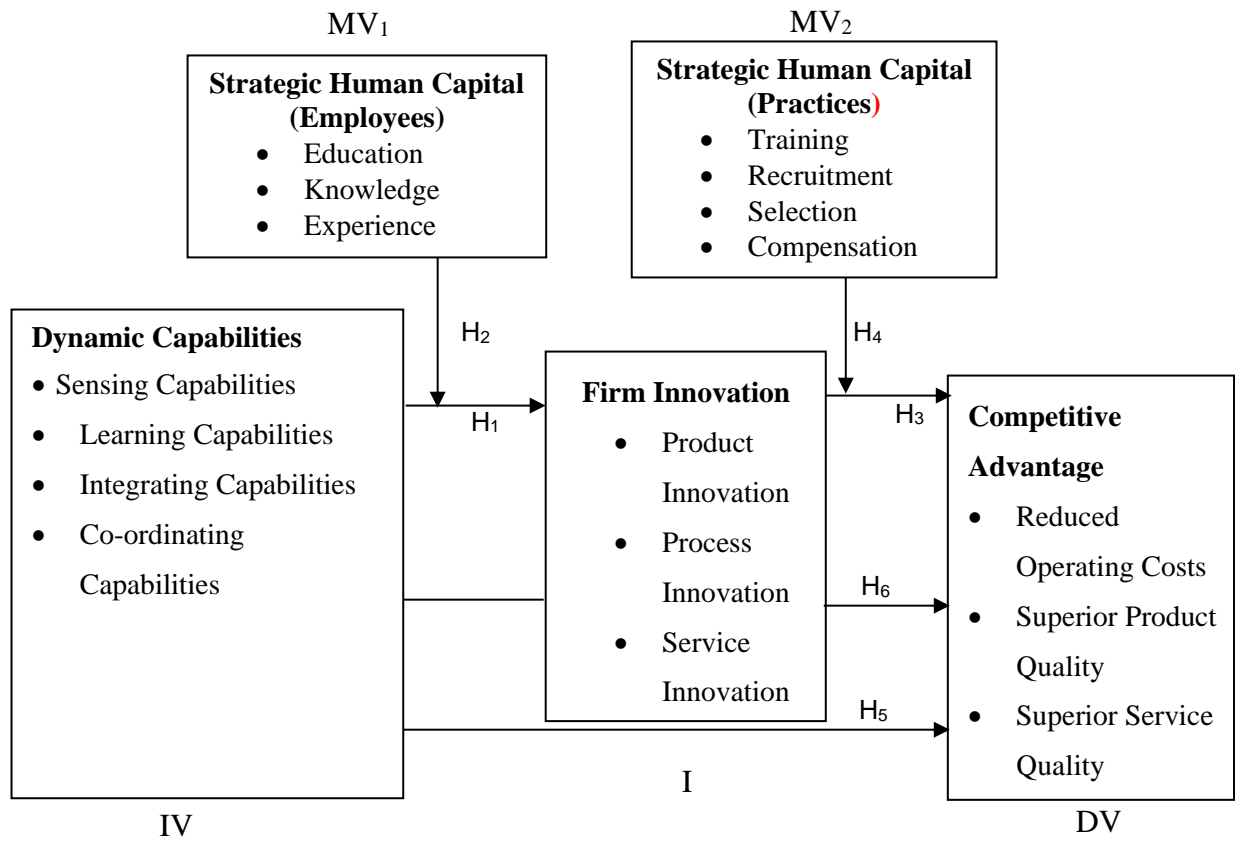 MV₁
MV₂
Strategic Human Capital
(Employees)
• Education
• Knowledge
• Experience
Strategic Human Capital
(Practices)
• Training
• Recruitment
• Selection
• Compensation
H₂
H₄
Dynamic Capabilities
• Sensing Capabilities
• Learning Capabilities
• Integrating Capabilities
• Co-ordinating
Capabilities
H₁
Firm Innovation
• Product
Innovation
• Process
Innovation
• Service
Innovation
H₃
H₆
H₅
Competitive
Advantage
• Reduced
Operating Costs
• Superior Product
Quality
• Superior Service
Quality
I
IV
DV